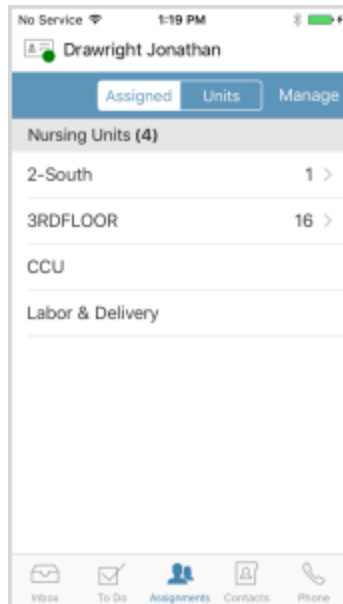 No Service 1:19 PM
Drawright Jonathan
Assigned Units Manage
Nursing Units (4)
2-South 1 >
3RDFLOOR 16 >
CCU
Labor & Delivery
Inbox To Do Assignments Contacts Phone